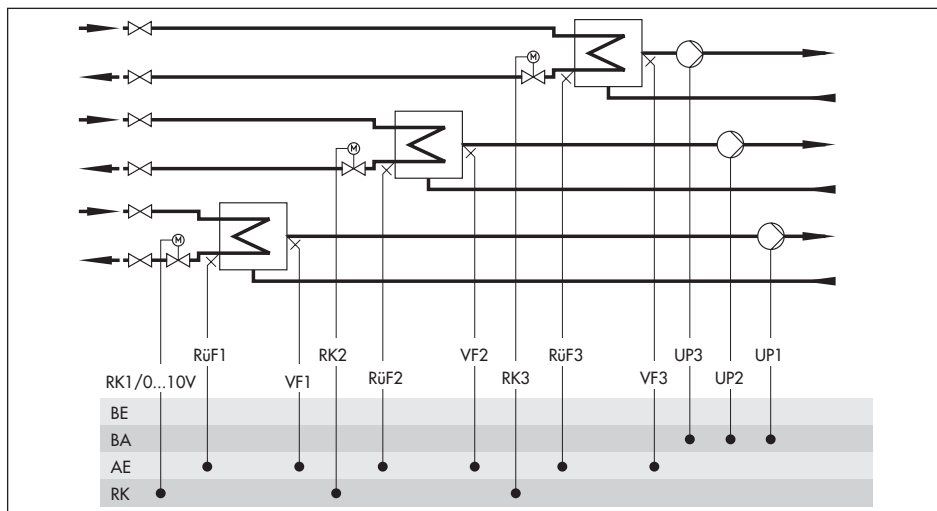 M
M
M
RüF1
RK2
VF2
RüF3
UP3
UP1
RK1/0...10V
VF1
RüF2
RK3
VF3
UP2
BE
BA
AE
RK